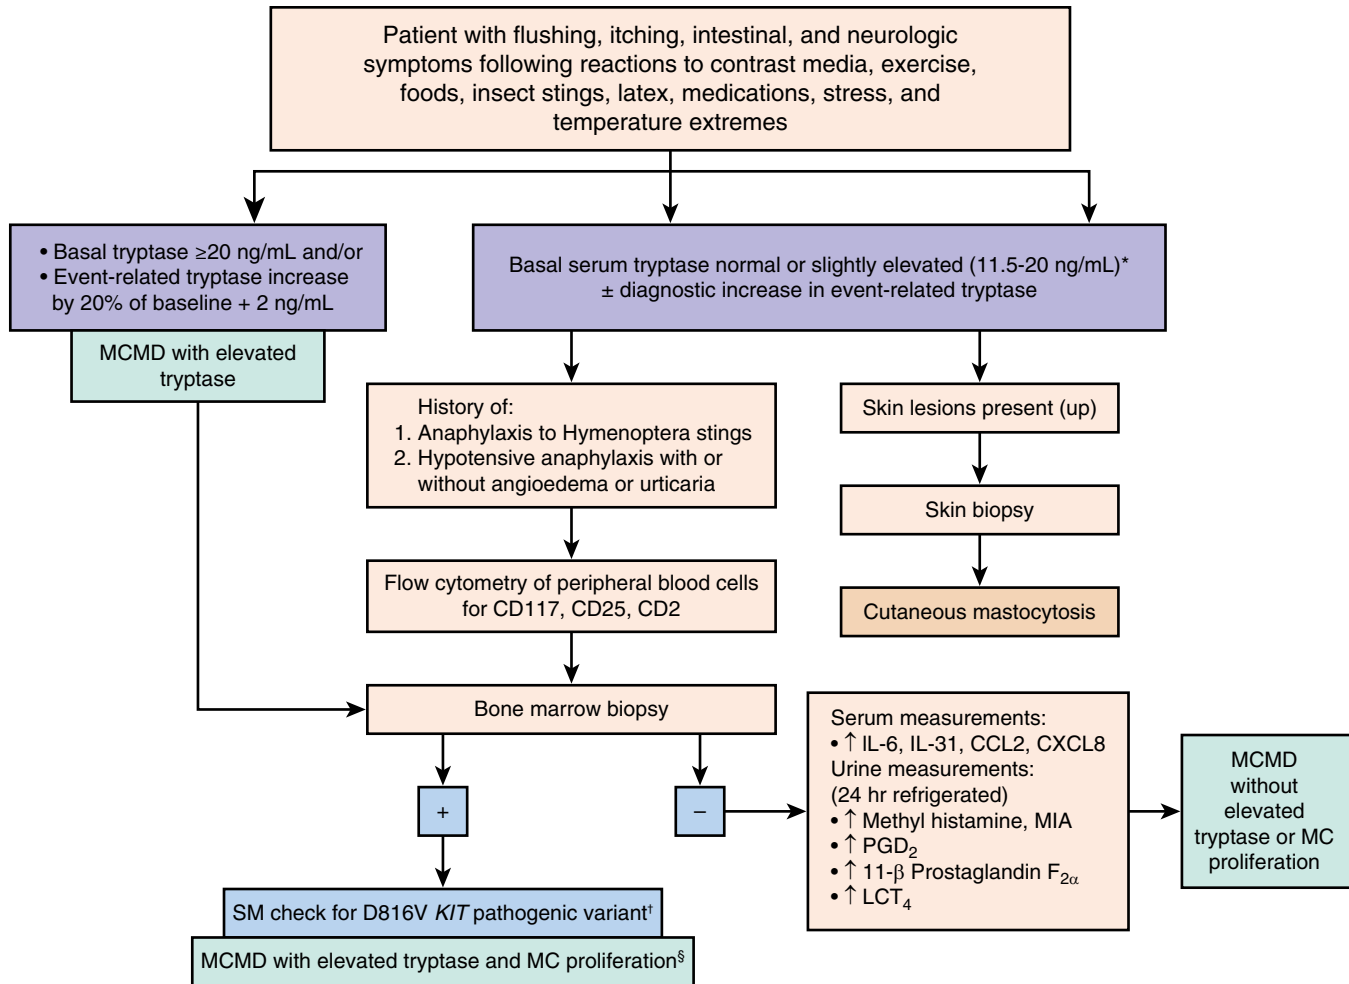 Patient with flushing, itching, intestinal, and neurologic
symptoms following reactions to contrast media, exercise,
foods, insect stings, latex, medications, stress, and
temperature extremes
• Basal tryptase ≥20 ng/mL and/or
• Event-related tryptase increase
by 20% of baseline + 2 ng/mL
MCMD with elevated
tryptase
Basal serum tryptase normal or slightly elevated (11.5-20 ng/mL)*
± diagnostic increase in event-related tryptase
History of:
1. Anaphylaxis to Hymenoptera stings
2. Hypotensive anaphylaxis with or
without angioedema or urticaria
Skin lesions present (up)
Skin biopsy
Cutaneous mastocytosis
Flow cytometry of peripheral blood cells
for CD117, CD25, CD2
Bone marrow biopsy
+
−
Serum measurements:
• ↑ IL-6, IL-31, CCL2, CXCL8
Urine measurements:
(24 hr refrigerated)
• ↑ Methyl histamine, MIA
• ↑ PGD₂
• ↑ 11-β Prostaglandin F₂α
• ↑ LCT₄
MCMD
without
elevated
tryptase or MC
proliferation
SM check for D816V KIT pathogenic variant†
MCMD with elevated tryptase and MC proliferation§